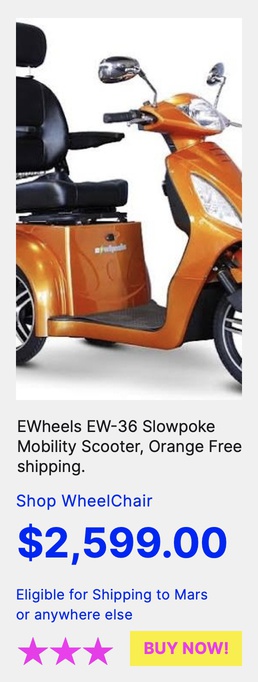 EWheels EW-36 Slowpoke
Mobility Scooter, Orange Free
shipping.
Shop WheelChair
$2,599.00
Eligible for Shipping to Mars
or anywhere else
BUY NOW!